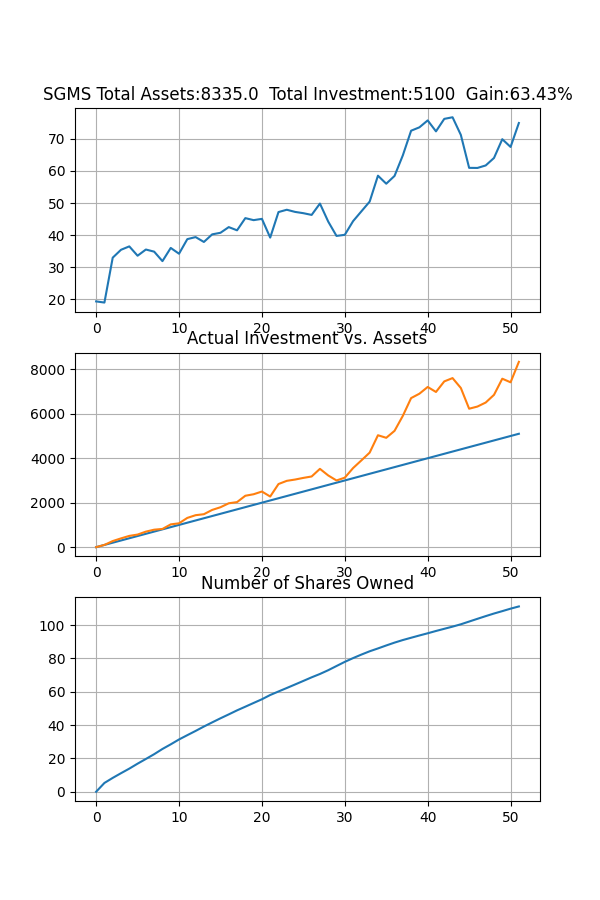 SGMS Total Assets:8335.0  Total Investment:5100  Gain:63.43%
70
60
50
40
30
20
0 10 20 30 40 50
Actual Investment vs. Assets
8000
6000
4000
2000
0
0 10 20 30 40 50
Number of Shares Owned
100
80
60
40
20
0
0 10 20 30 40 50